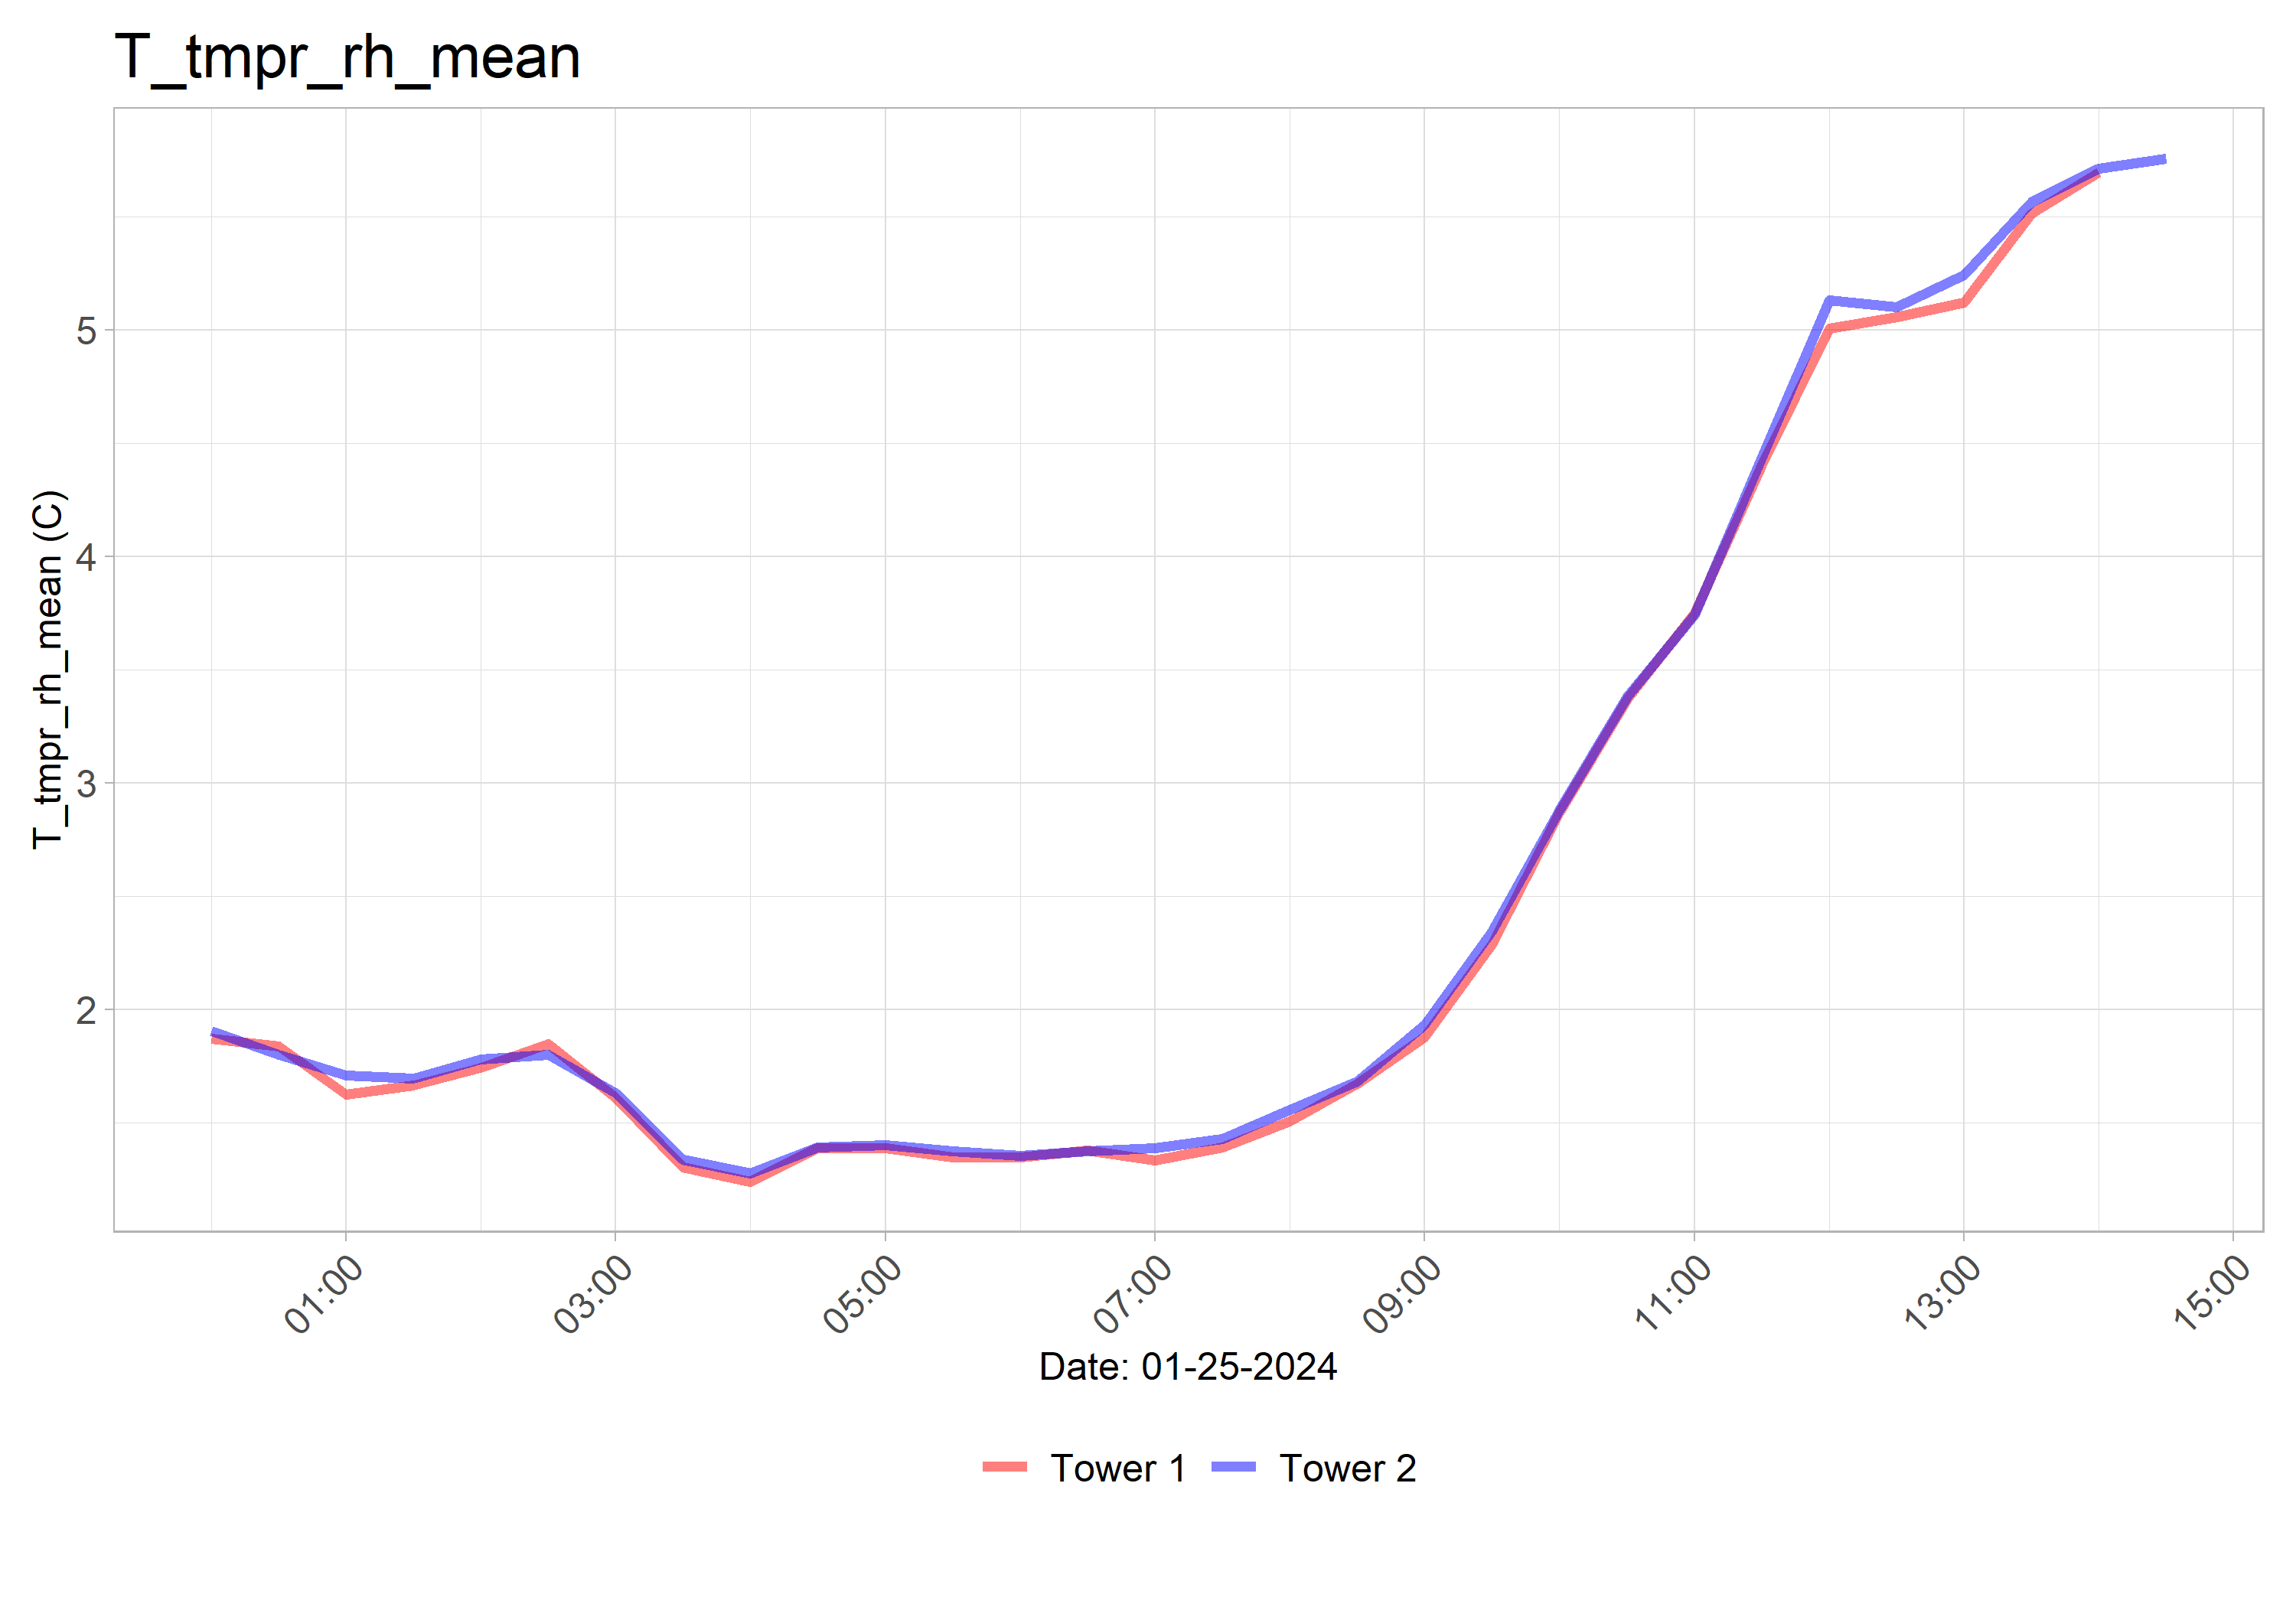 T_tmpr_rh_mean
T_tmpr_rh_mean (C)
5
4
3
2
01:00
03:00
05:00
07:00
09:00
11:00
13:00
15:00
Date: 01-25-2024
Tower 1
Tower 2